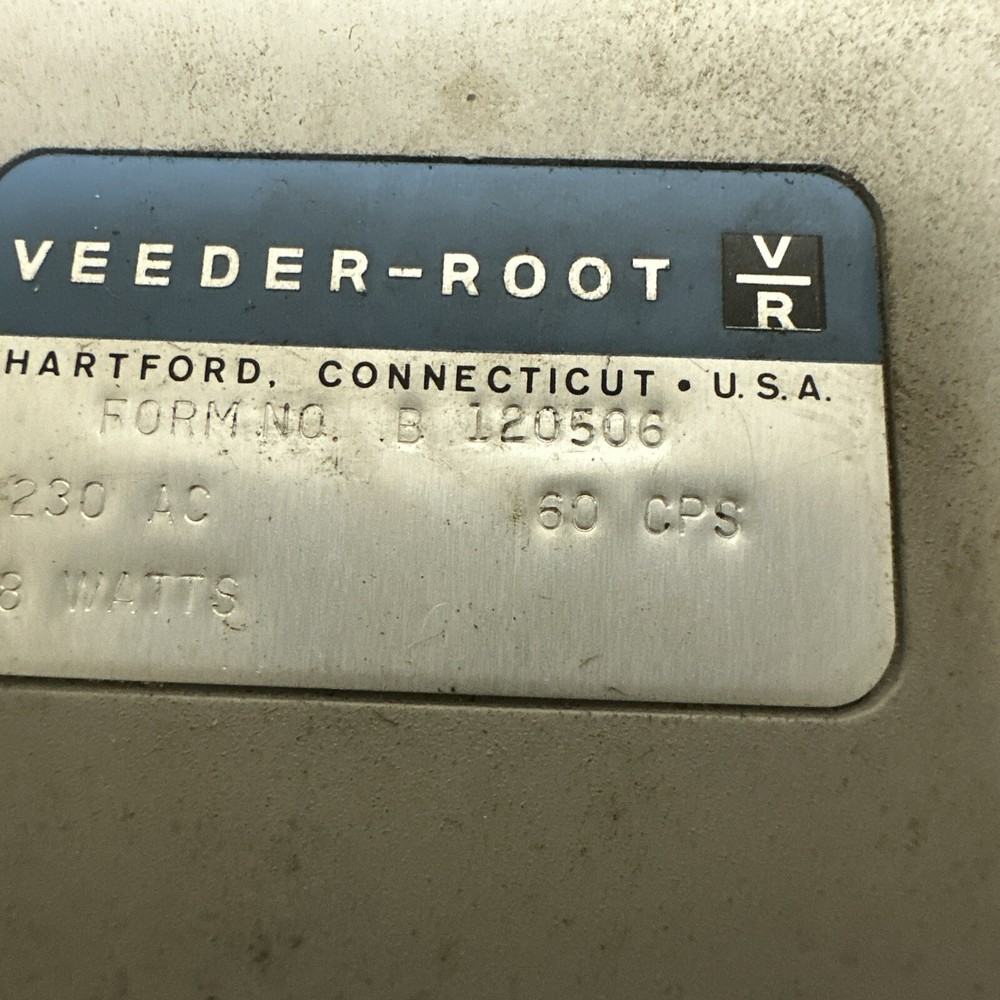 VEEDER-ROOT
V
R
HARTFORD, CONNECTICUT • U.S.A.
FORM NO. B 120506
230 AC 60 CPS
8 WATTS